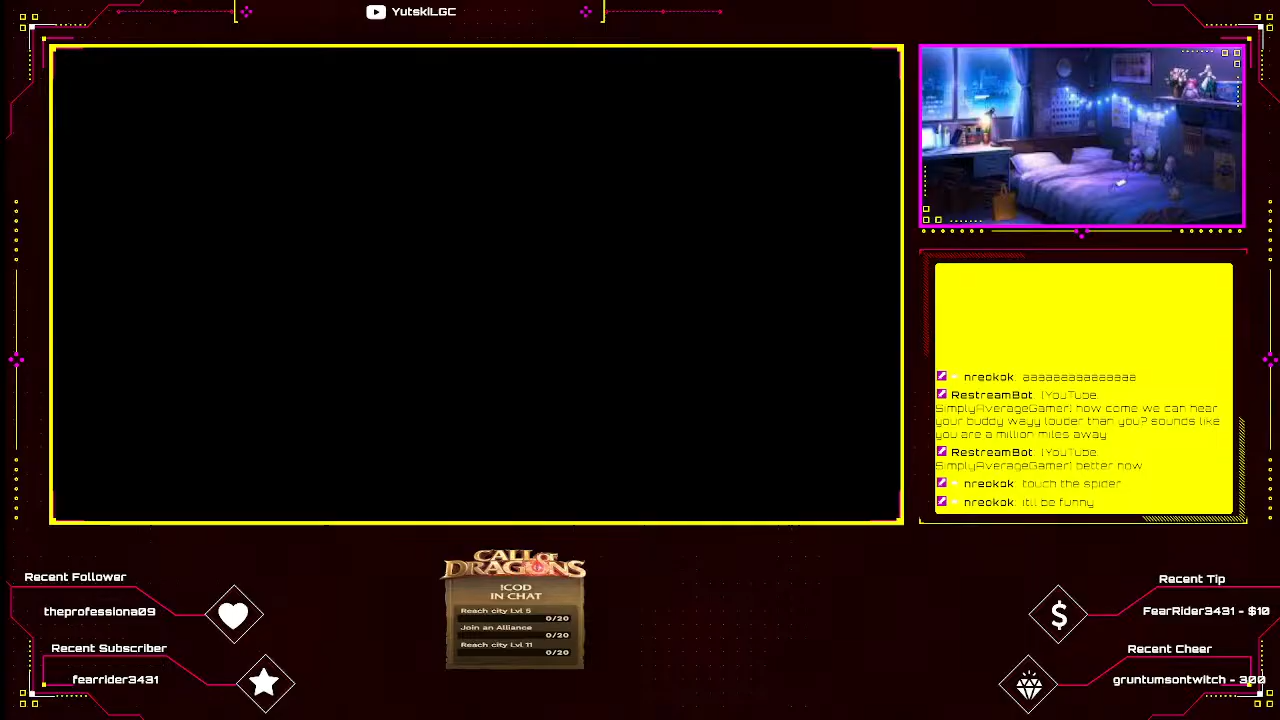 YutskiLGC
nreokok: aaaaaaaaaaaaaaa
RestreamBot: [YouTube:
SimplyAverageGamer] how come we can hear
your buddy wayy louder than you? sounds like
you are a million miles away
RestreamBot: [YouTube:
SimplyAverageGamer] better now
nreokok: touch the spider
nreokok: itll be funny
CALL OF
DRAGONS
!COD
IN CHAT
Reach city Lvl 5
0/20
Join an Alliance
0/20
Reach city Lvl 11
0/20
Recent Follower
theprofessiona09
Recent Subscriber
fearrider3431
Recent Tip
FearRider3431 - $10
Recent Cheer
gruntumsontwitch - 300